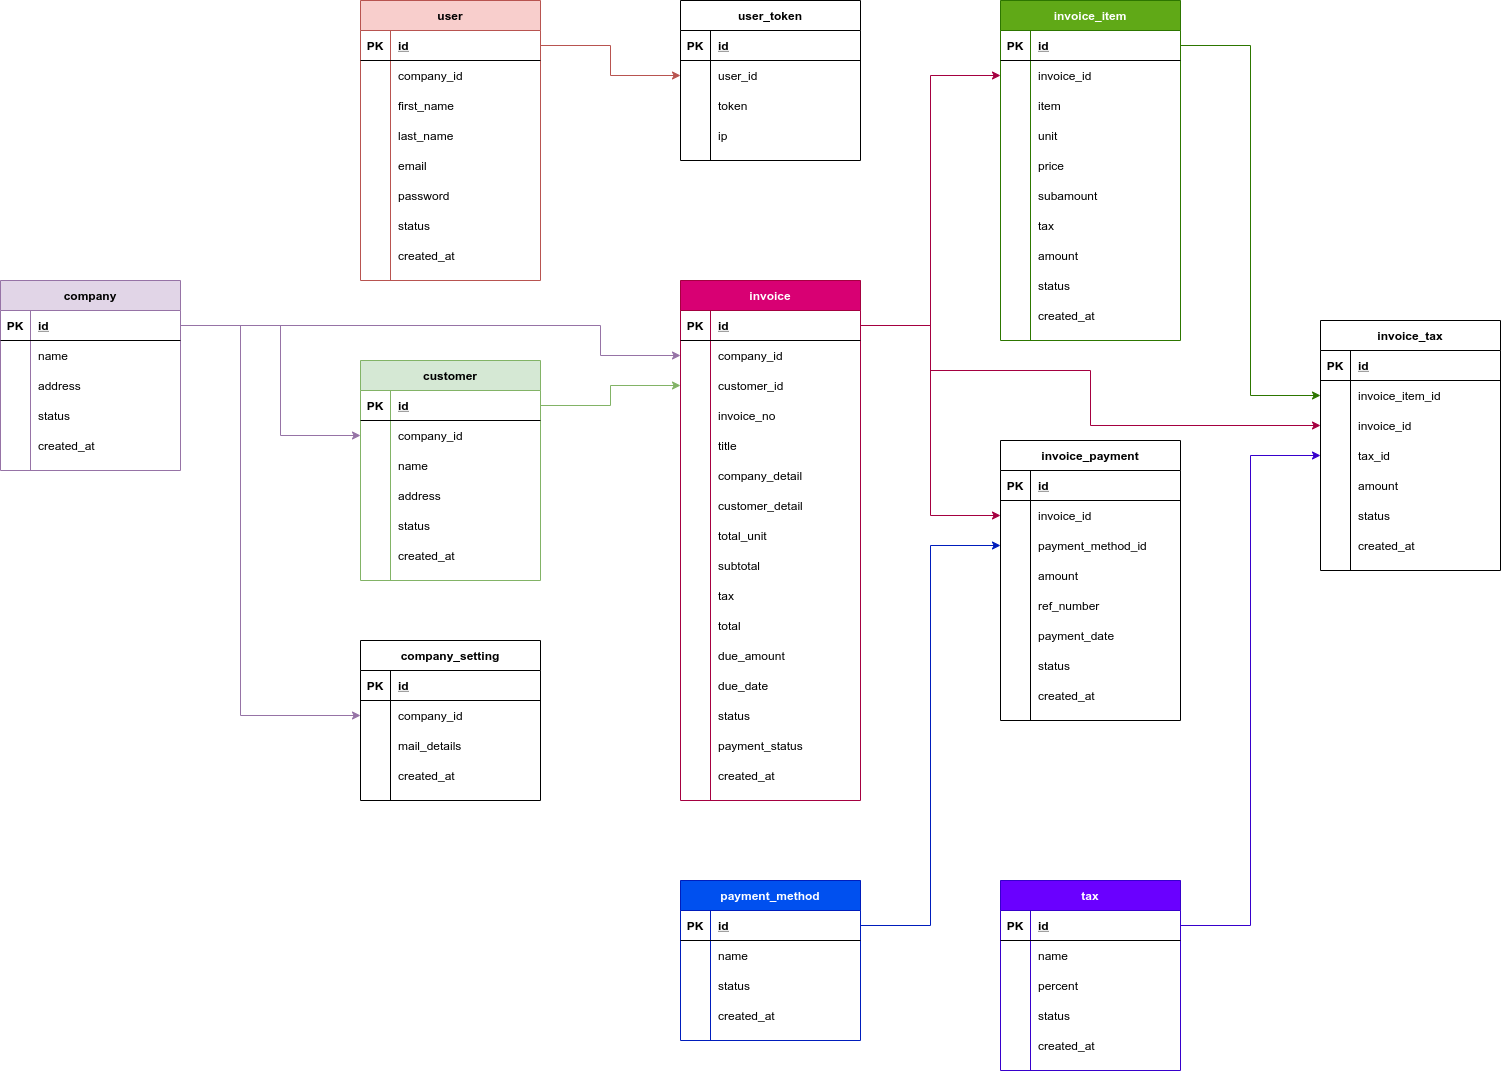 user
PK id
company_id
first_name
last_name
email
password
status
created_at
user_token
PK id
user_id
token
ip
invoice_item
PK id
invoice_id
item
unit
price
subamount
tax
amount
status
created_at
company
PK id
name
address
status
created_at
customer
PK id
company_id
name
address
status
created_at
invoice
PK id
company_id
customer_id
invoice_no
title
company_detail
customer_detail
total_unit
subtotal
tax
total
due_amount
due_date
status
payment_status
created_at
invoice_tax
PK id
invoice_item_id
invoice_id
tax_id
amount
status
created_at
invoice_payment
PK id
invoice_id
payment_method_id
amount
ref_number
payment_date
status
created_at
company_setting
PK id
company_id
mail_details
created_at
payment_method
PK id
name
status
created_at
tax
PK id
name
percent
status
created_at